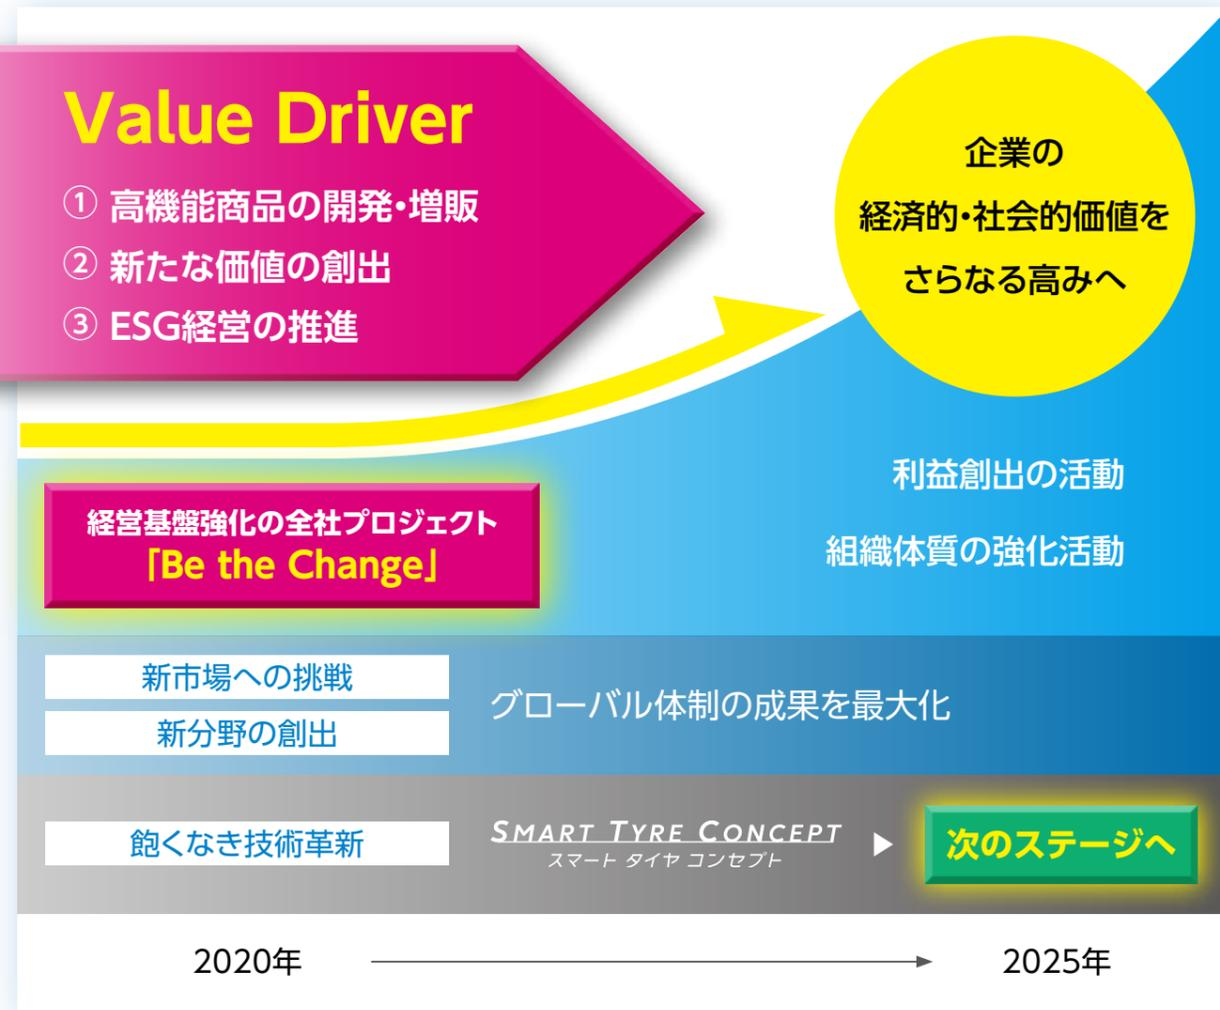 Value Driver
① 高機能商品の開発・増販
② 新たな価値の創出
③ ESG経営の推進
企業の
経済的・社会的価値を
さらなる高みへ
経営基盤強化の全社プロジェクト
「Be the Change」
利益創出の活動
組織体質の強化活動
新市場への挑戦
新分野の創出
グローバル体制の成果を最大化
飽くなき技術革新
SMART TYRE CONCEPT
スマート タイヤ コンセプト
次のステージへ
2020年
2025年